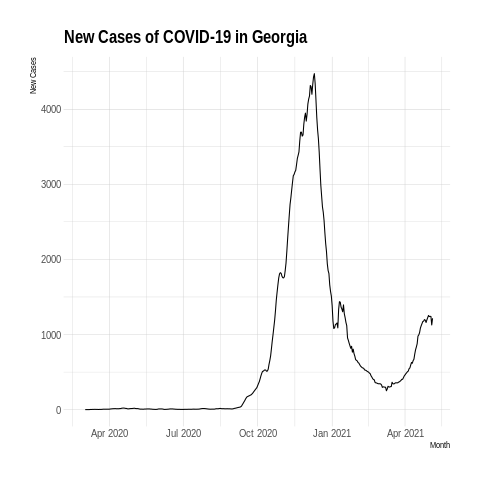 New Cases of COVID-19 in Georgia
New Cases
4000
3000
2000
1000
0
Apr 2020 Jul 2020 Oct 2020 Jan 2021 Apr 2021
Month